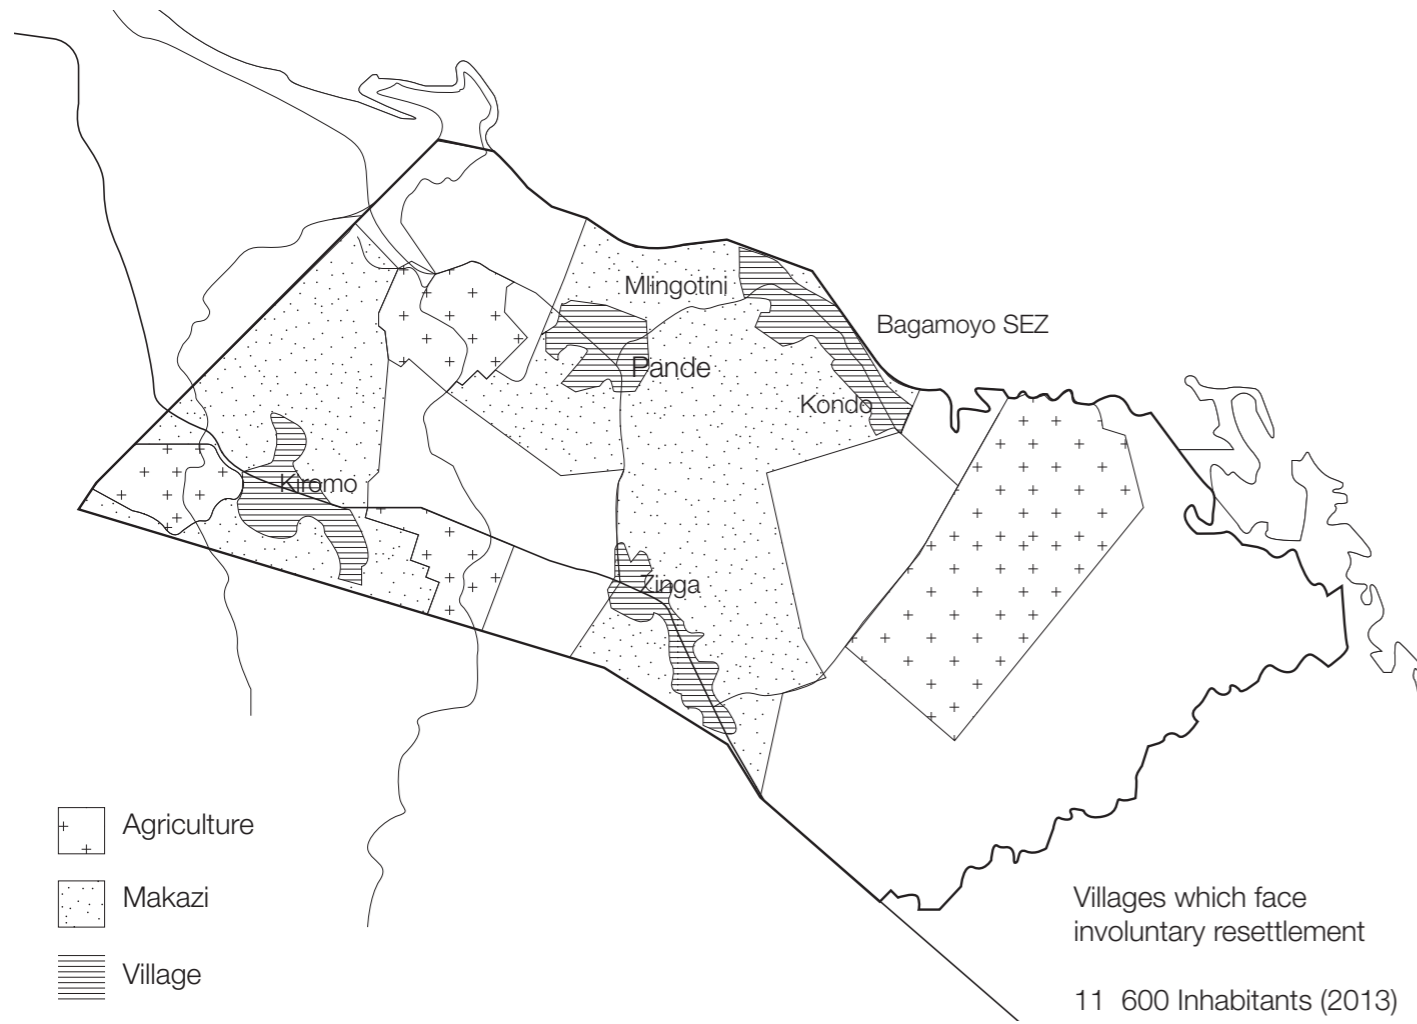 Mlingotini
Bagamoyo SEZ
Pande
Kondo
Kiromo
Zinga
Agriculture
Makazi
Village
Villages which face
involuntary resettlement
11 600 Inhabitants (2013)